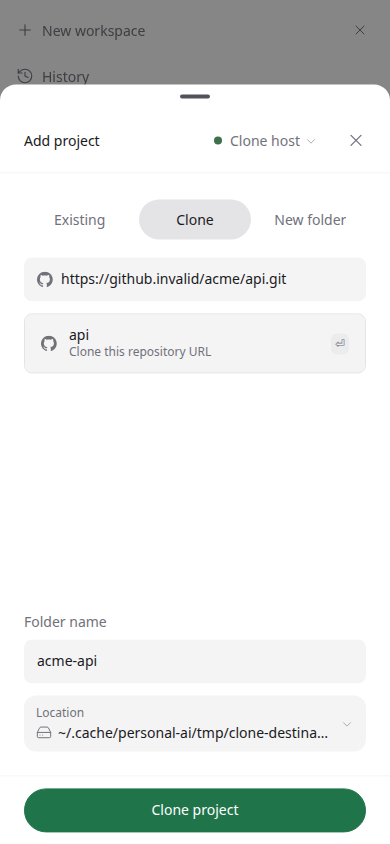 New workspace
History
Add project
Clone host
Existing
Clone
New folder
https://github.invalid/acme/api.git
api
Clone this repository URL
Folder name
acme-api
Location
~/.cache/personal-ai/tmp/clone-destina...
Clone project